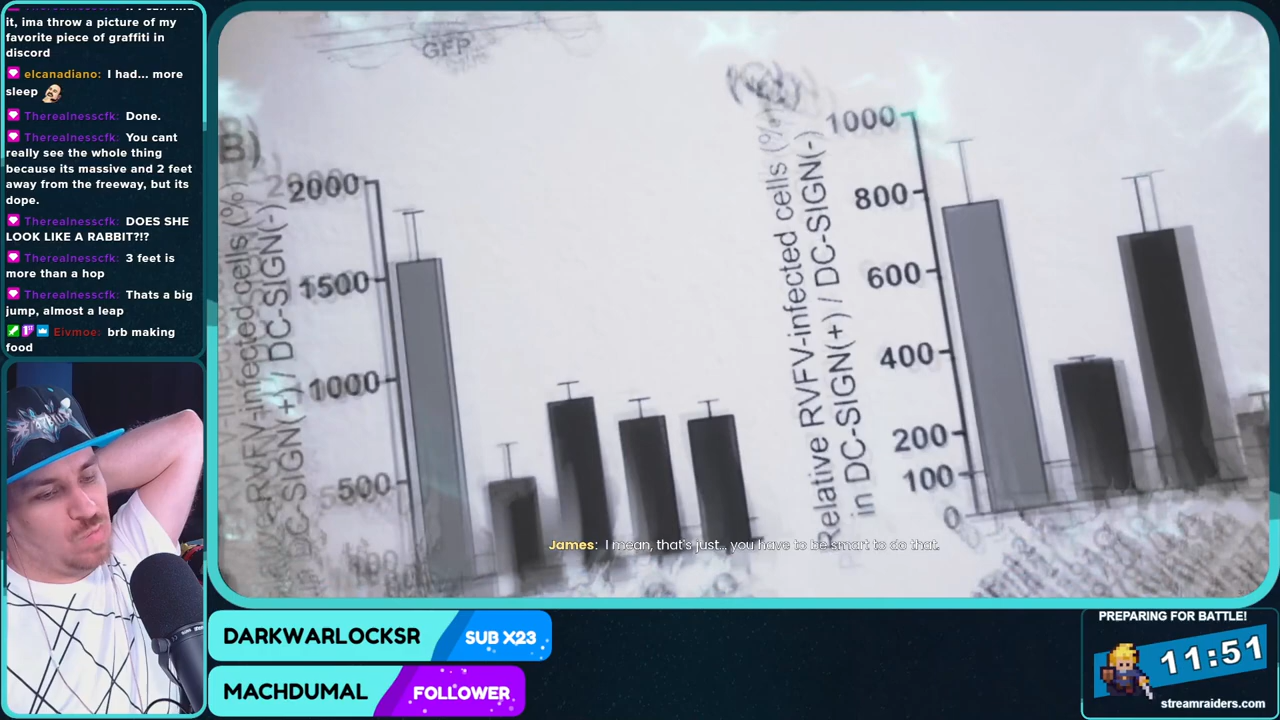 it, ima throw a picture of my
favorite piece of graffiti in
discord
elcanadiano: I had... more
sleep
Therealnesscfk: Done.
Therealnesscfk: You cant
really see the whole thing
because its massive and 2 feet
away from the freeway, but its
dope.
Therealnesscfk: DOES SHE
LOOK LIKE A RABBIT?!?
Therealnesscfk: 3 feet is
more than a hop
Therealnesscfk: Thats a big
jump, almost a leap
Eivmoe: brb making
food
GFP
B)
2000
1500
1000
500
RVFV-infected cells (%)
DC-SIGN(+) / DC-SIGN(-)
1000
800
600
400
200
100
0
Relative RVFV-infected cells (%)
in DC-SIGN(+) / DC-SIGN(-)
James: I mean, that's just... you have to be smart to do that.
DARKWARLOCKSR SUB X23
MACHDUMAL FOLLOWER
PREPARING FOR BATTLE!
11:51
streamraiders.com